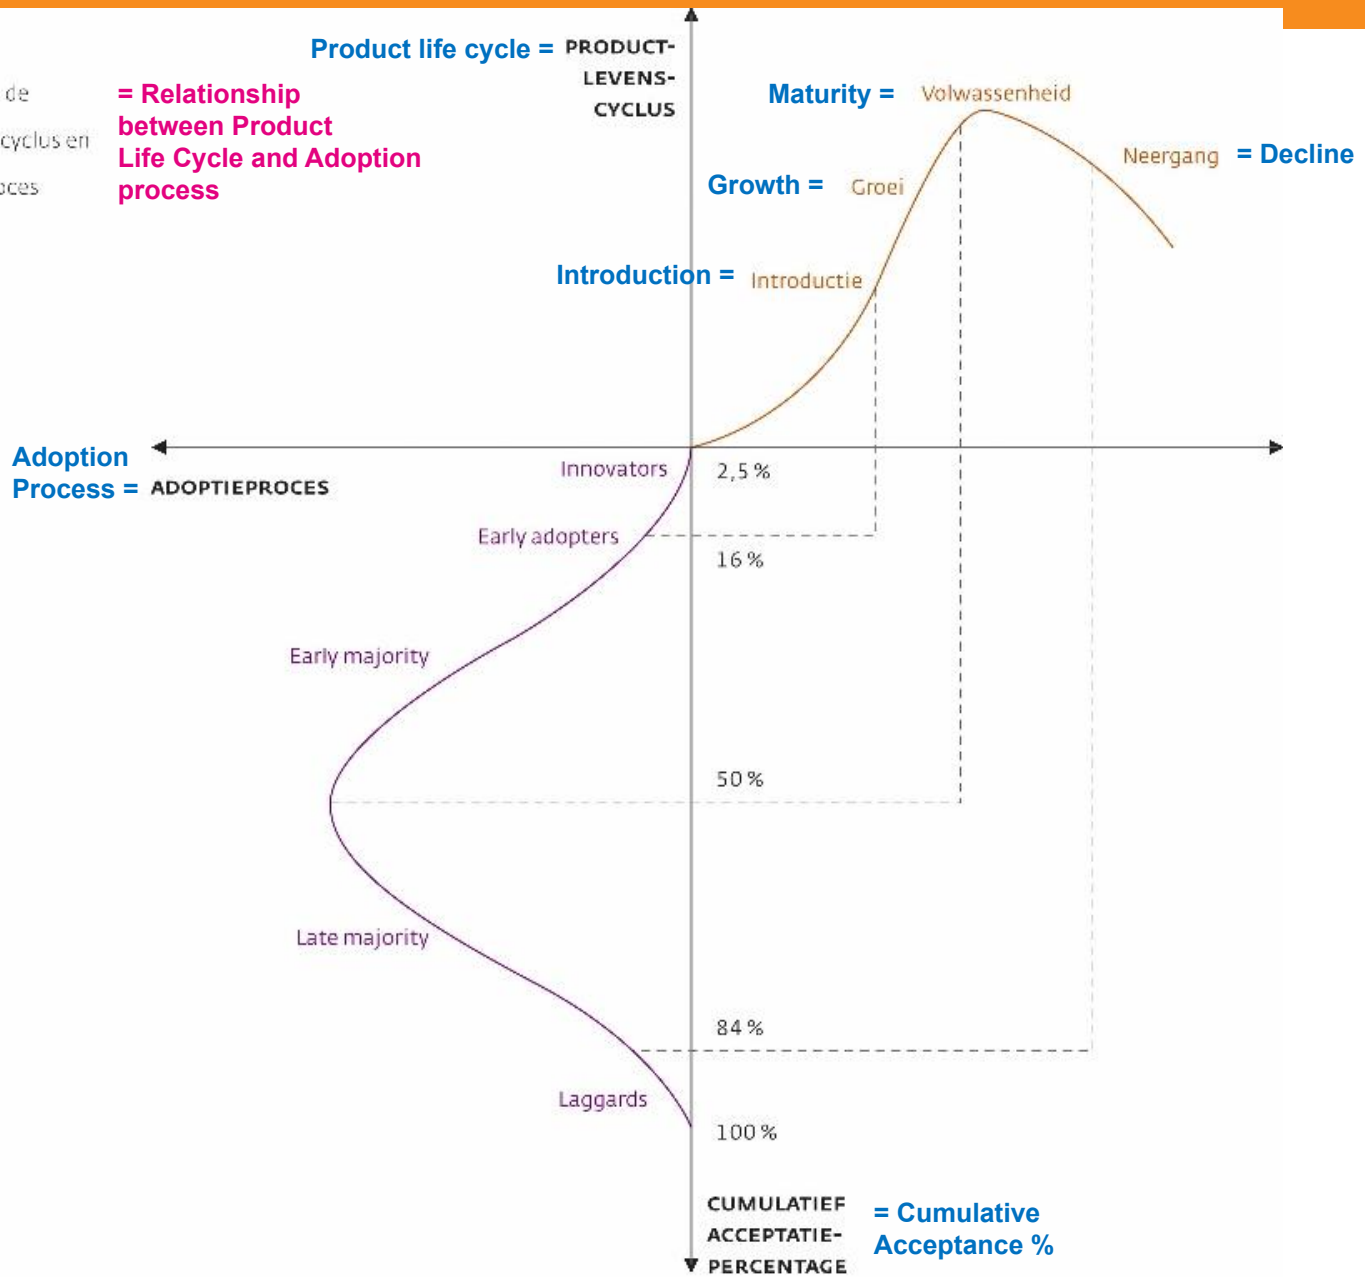 Product life cycle = PRODUCT-
LEVENS-
CYCLUS
de
cyclus en
= Relationship
between Product
Life Cycle and Adoption
process
Maturity = Volwassenheid
Neergang = Decline
Growth = Groei
Introduction = Introductie
Adoption
Process = ADOPTIEPROCES
Innovators 2,5 %
Early adopters
16 %
Early majority
50 %
Late majority
84 %
Laggards
100 %
CUMULATIEF
ACCEPTATIE-
PERCENTAGE
= Cumulative
Acceptance %